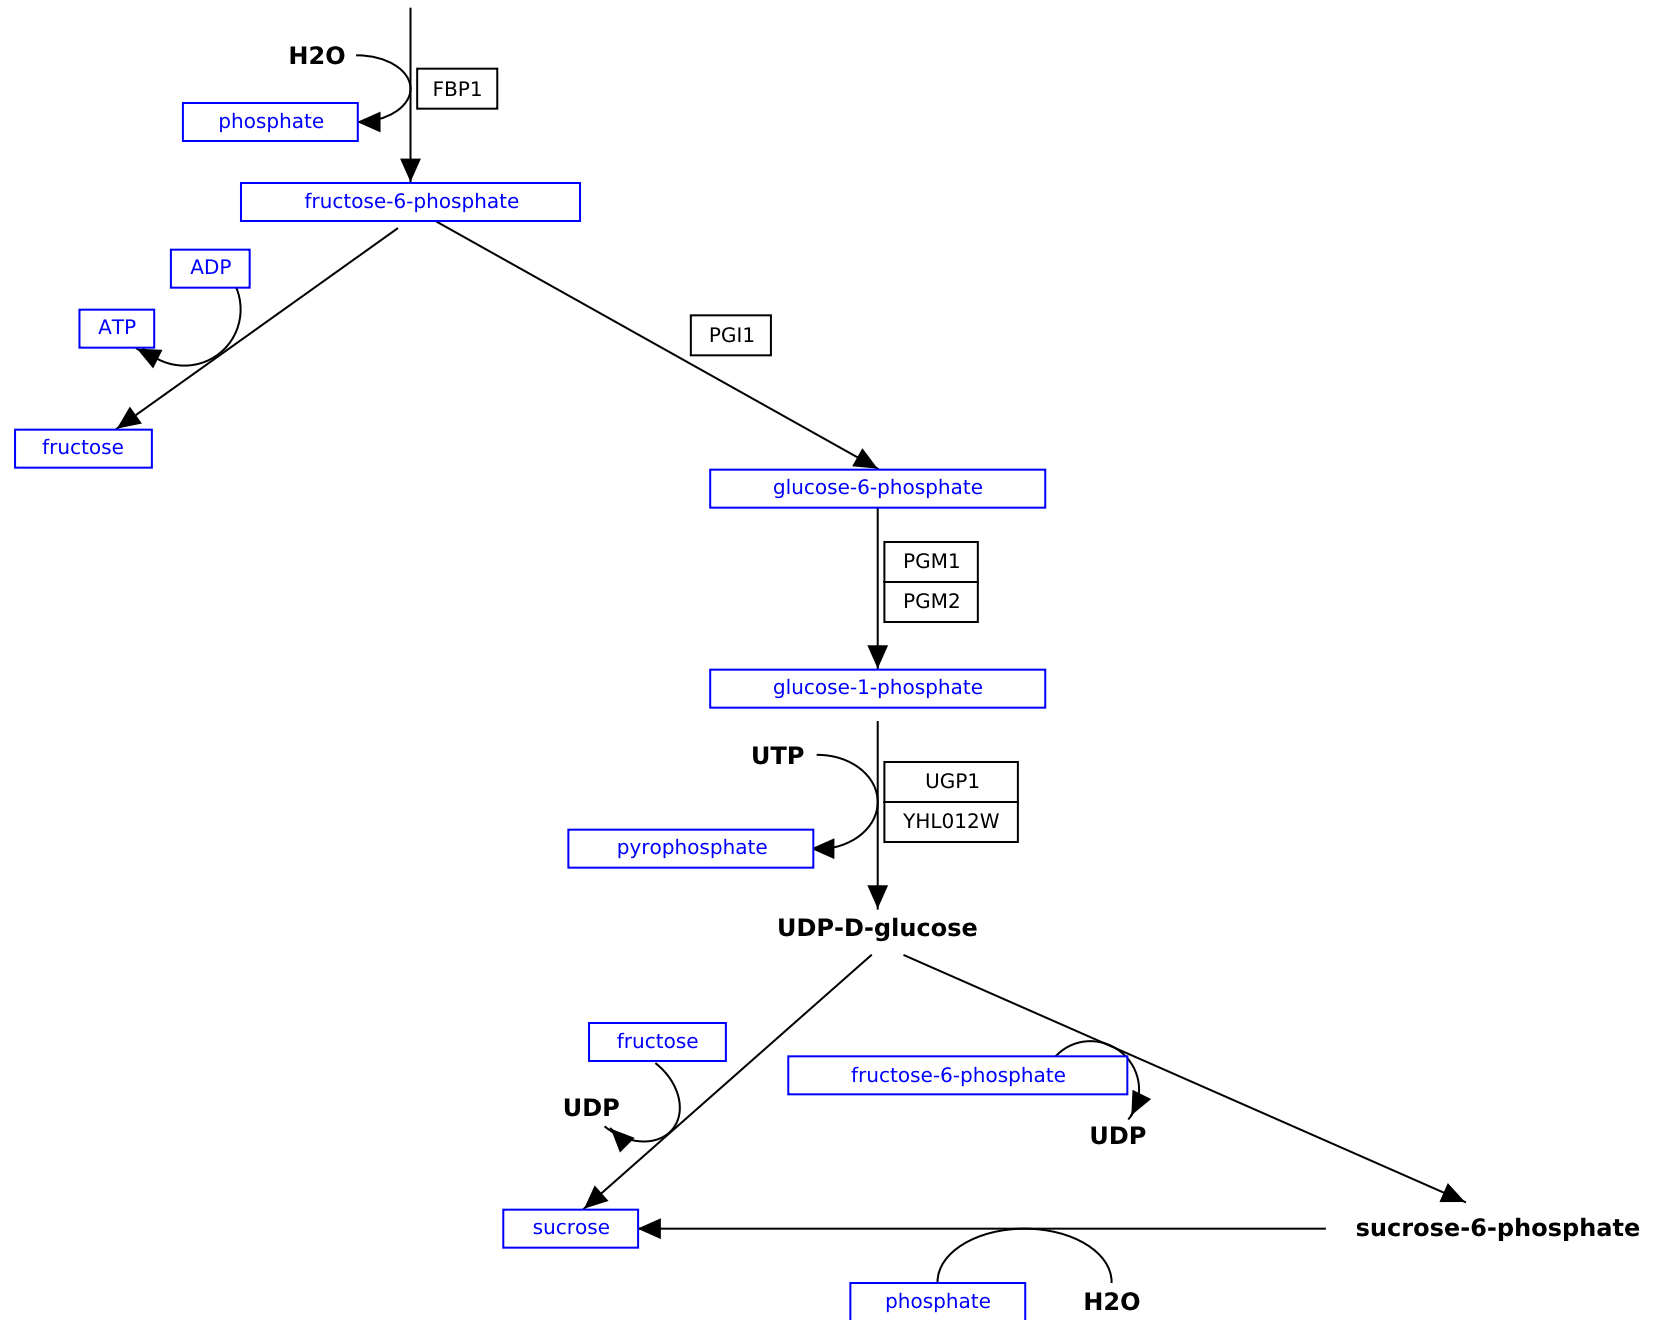 H2O
FBP1
phosphate
fructose-6-phosphate
ADP
ATP
PGI1
fructose
glucose-6-phosphate
PGM1
PGM2
glucose-1-phosphate
UTP
UGP1
YHL012W
pyrophosphate
UDP-D-glucose
fructose
fructose-6-phosphate
UDP
UDP
sucrose
sucrose-6-phosphate
phosphate
H2O